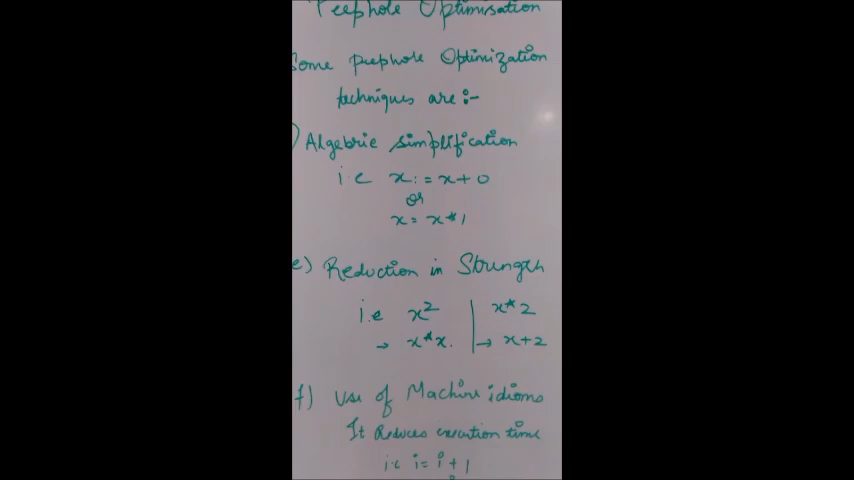 Peephole Optimisation
Some peephole Optimization
techniques are :-
) Algebric simplification
i.e x := x + 0
or
x = x * 1
e) Reduction in Strength
i.e x² | x * 2
→ x * x. | → x + 2
f) Use of Machine idioms
It Reduces execution time
i.e i = i + 1